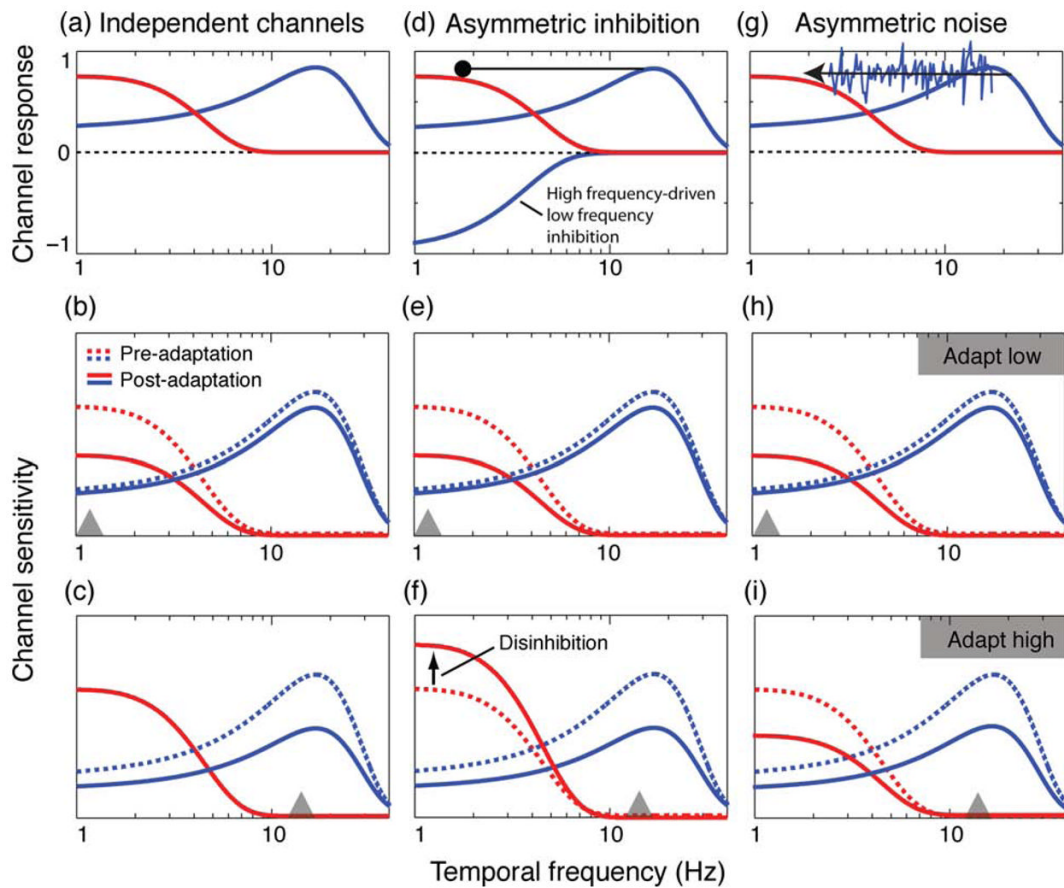 (a) Independent channels
(d) Asymmetric inhibition
(g) Asymmetric noise
Channel response
1
0
−1
1
10
High frequency-driven
low frequency
inhibition
1
10
1
10
(b)
Pre-adaptation
Post-adaptation
1
10
(e)
1
10
(h)
Adapt low
1
10
Channel sensitivity
(c)
1
10
(f)
Disinhibition
1
10
(i)
Adapt high
1
10
Temporal frequency (Hz)